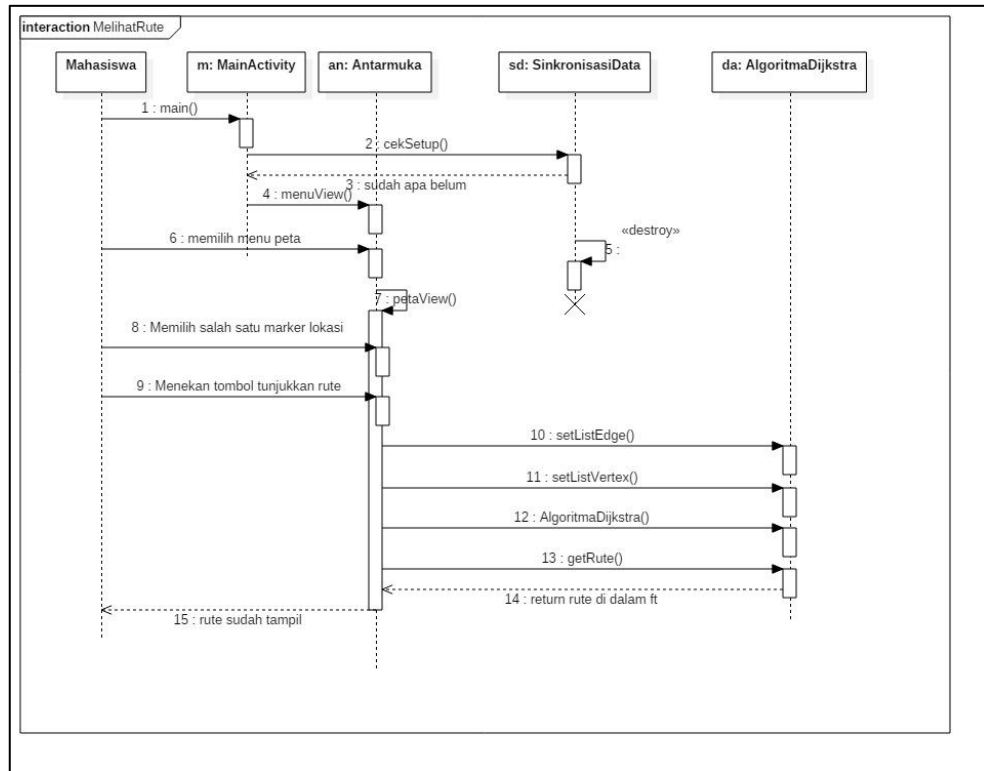 interaction MelihatRute
Mahasiswa
m: MainActivity
an: Antarmuka
sd: SinkronisasiData
da: AlgoritmaDijkstra
1 : main()
2 : cekSetup()
3 : sudah apa belum
4 : menuView()
«destroy»
5 :
6 : memilih menu peta
7 : petaView()
8 : Memilih salah satu marker lokasi
9 : Menekan tombol tunjukkan rute
10 : setListEdge()
11 : setListVertex()
12 : AlgoritmaDijkstra()
13 : getRute()
14 : return rute di dalam ft
15 : rute sudah tampil